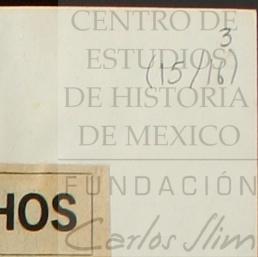 CENTRO DE
3
ESTUDIOS
(15/16)
DE HISTORIA
DE MEXICO
FUNDACIÓN
HOS
Carlos Slim